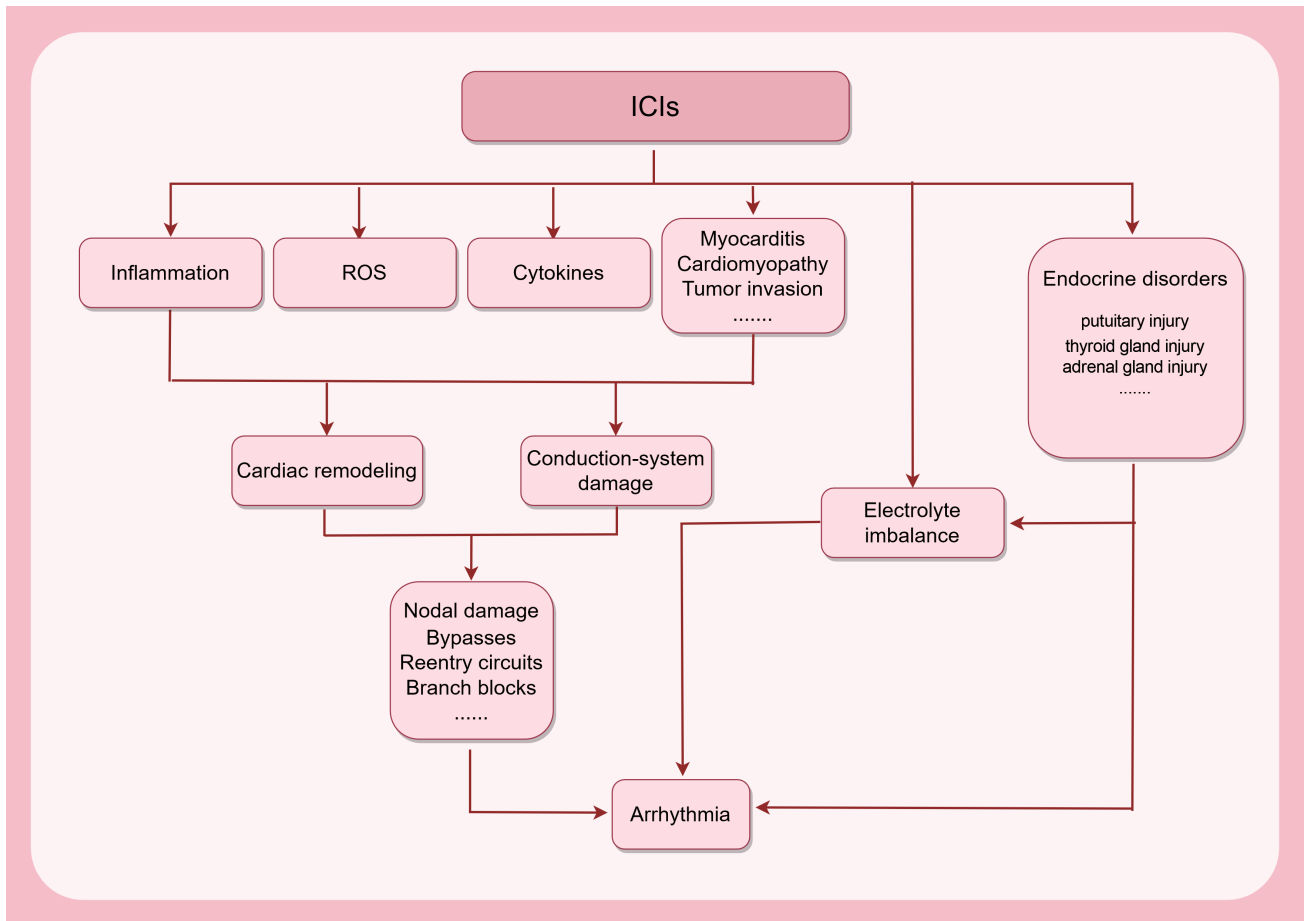 ICIs
Inflammation
ROS
Cytokines
Myocarditis
Cardiomyopathy
Tumor invasion
.......
Endocrine disorders
putuitary injury
thyroid gland injury
adrenal gland injury
.......
Cardiac remodeling
Conduction-system
damage
Electrolyte
imbalance
Nodal damage
Bypasses
Reentry circuits
Branch blocks
......
Arrhythmia